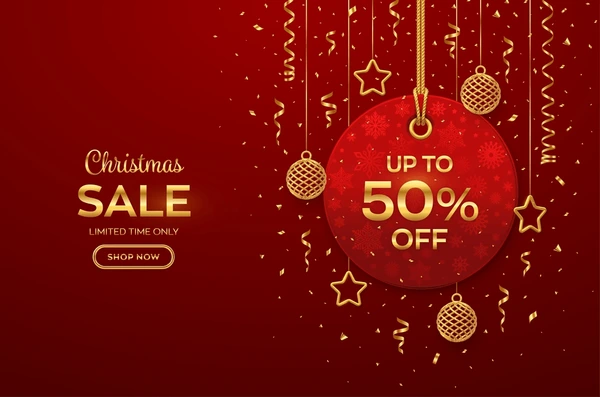 Christmas
SALE
LIMITED TIME ONLY
SHOP NOW
UP TO
50%
OFF